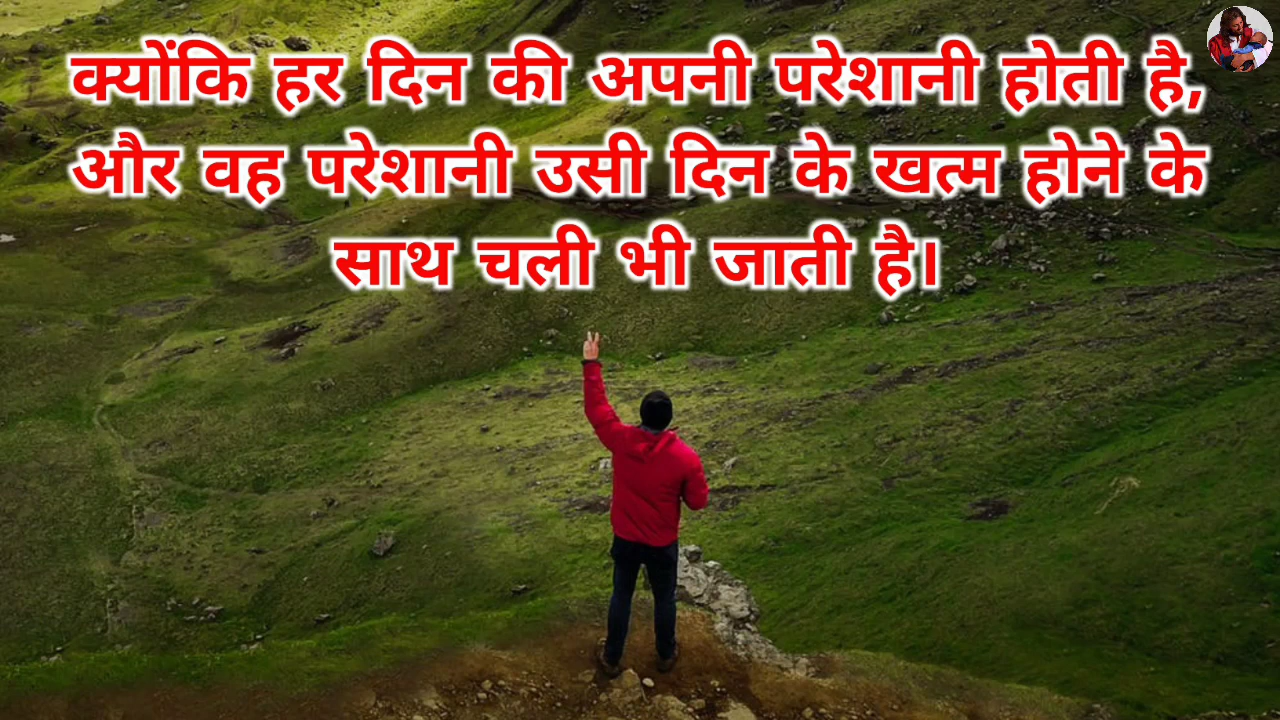 क्योंकि हर दिन की अपनी परेशानी होती है,
और वह परेशानी उसी दिन के खत्म होने के
साथ चली भी जाती है।